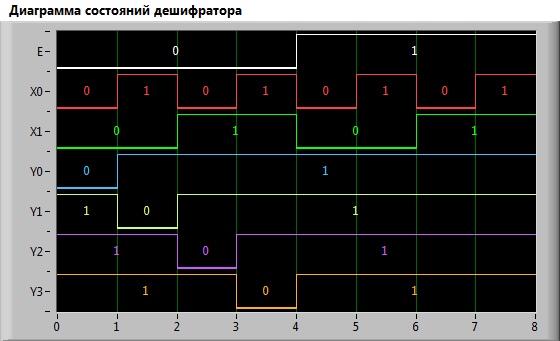 Диаграмма состояний дешифратора
E 0 1
X0 0 1 0 1 0 1 0 1
X1 0 1 0 1
Y0 0 1
Y1 1 0 1
Y2 1 0 1
Y3 1 0 1
0 1 2 3 4 5 6 7 8